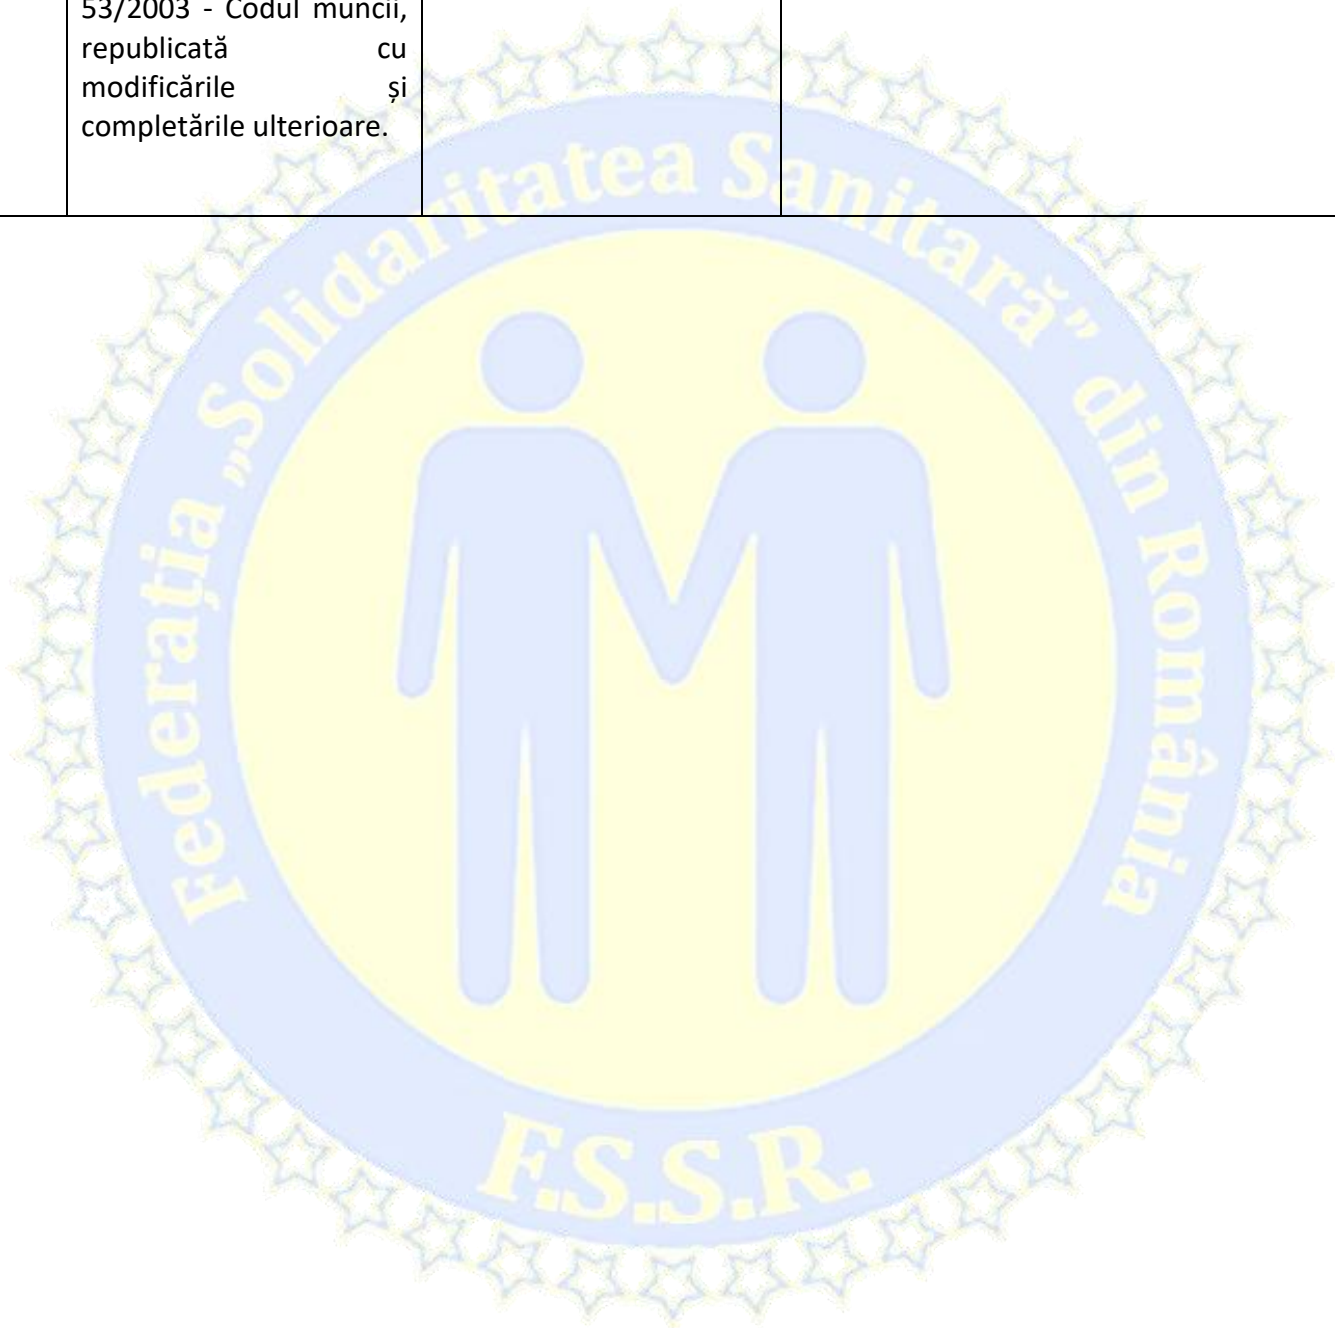 53/2003 - Codul muncii,
republicată cu
modificările și
completările ulterioare.
Federația „Solidaritatea Sanitară” din România
F.S.S.R.